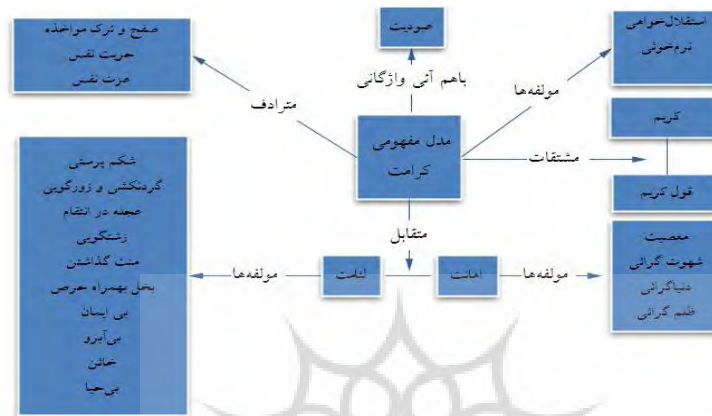 استقلال‌خواهی
نرم‌خوئی
عبودیت
صفح و ترک مواخذه
حریت نفس
عزت نفس
باهم آئی واژگانی
مولفه‌ها
مترادف
کریم
مدل مفهومی
کرامت
مشتقات
قول کریم
متقابل
شکم پرستی
گردنکشی و زورگویی
عجله در انتقام
زشتگویی
منت گذاشتن
بخل بهمراه حرص
بی ایمان
بی‌آبرو
خائن
بی‌حیا
معصیت
شهوت گرائی
دنیاگرائی
ظلم گرائی
مولفه‌ها
اهانت
لئامت
مولفه‌ها